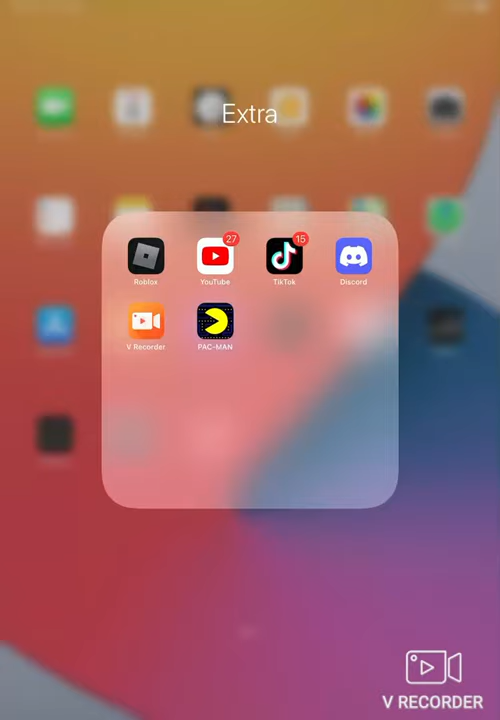 Extra
27
15
Roblox
YouTube
TikTok
Discord
V Recorder
PAC-MAN
V RECORDER